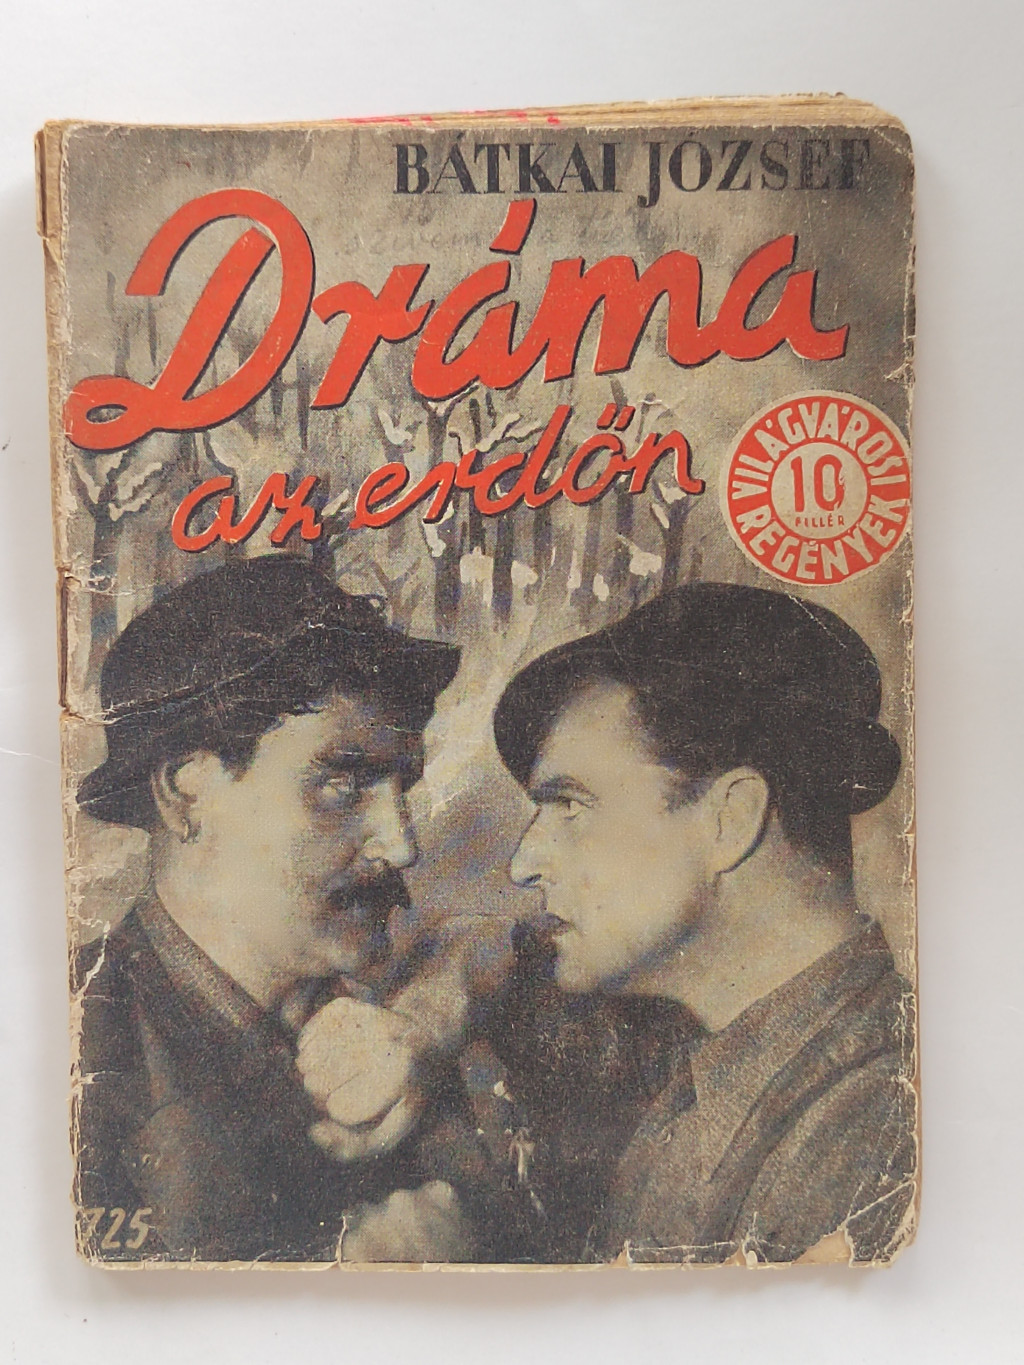 BÁTKAI JÓZSEF
Dráma
az erdőn
VILÁGVÁROSI
10
FILLÉR
REGÉNYEK
725